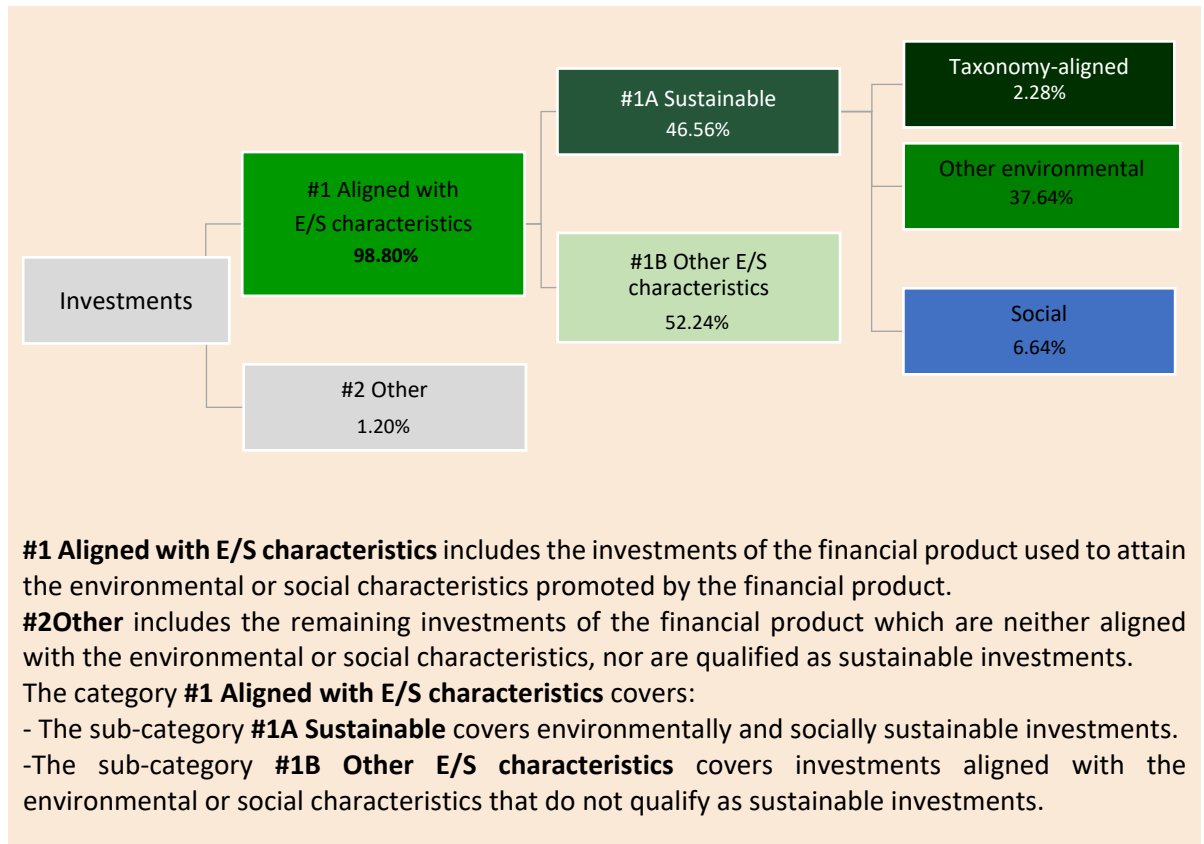 Investments
#1 Aligned with
E/S characteristics
98.80%
#2 Other
1.20%
#1A Sustainable
46.56%
#1B Other E/S
characteristics
52.24%
Taxonomy-aligned
2.28%
Other environmental
37.64%
Social
6.64%
#1 Aligned with E/S characteristics includes the investments of the financial product used to attain
the environmental or social characteristics promoted by the financial product.
#2Other includes the remaining investments of the financial product which are neither aligned
with the environmental or social characteristics, nor are qualified as sustainable investments.
The category #1 Aligned with E/S characteristics covers:
- The sub-category #1A Sustainable covers environmentally and socially sustainable investments.
-The sub-category #1B Other E/S characteristics covers investments aligned with the
environmental or social characteristics that do not qualify as sustainable investments.